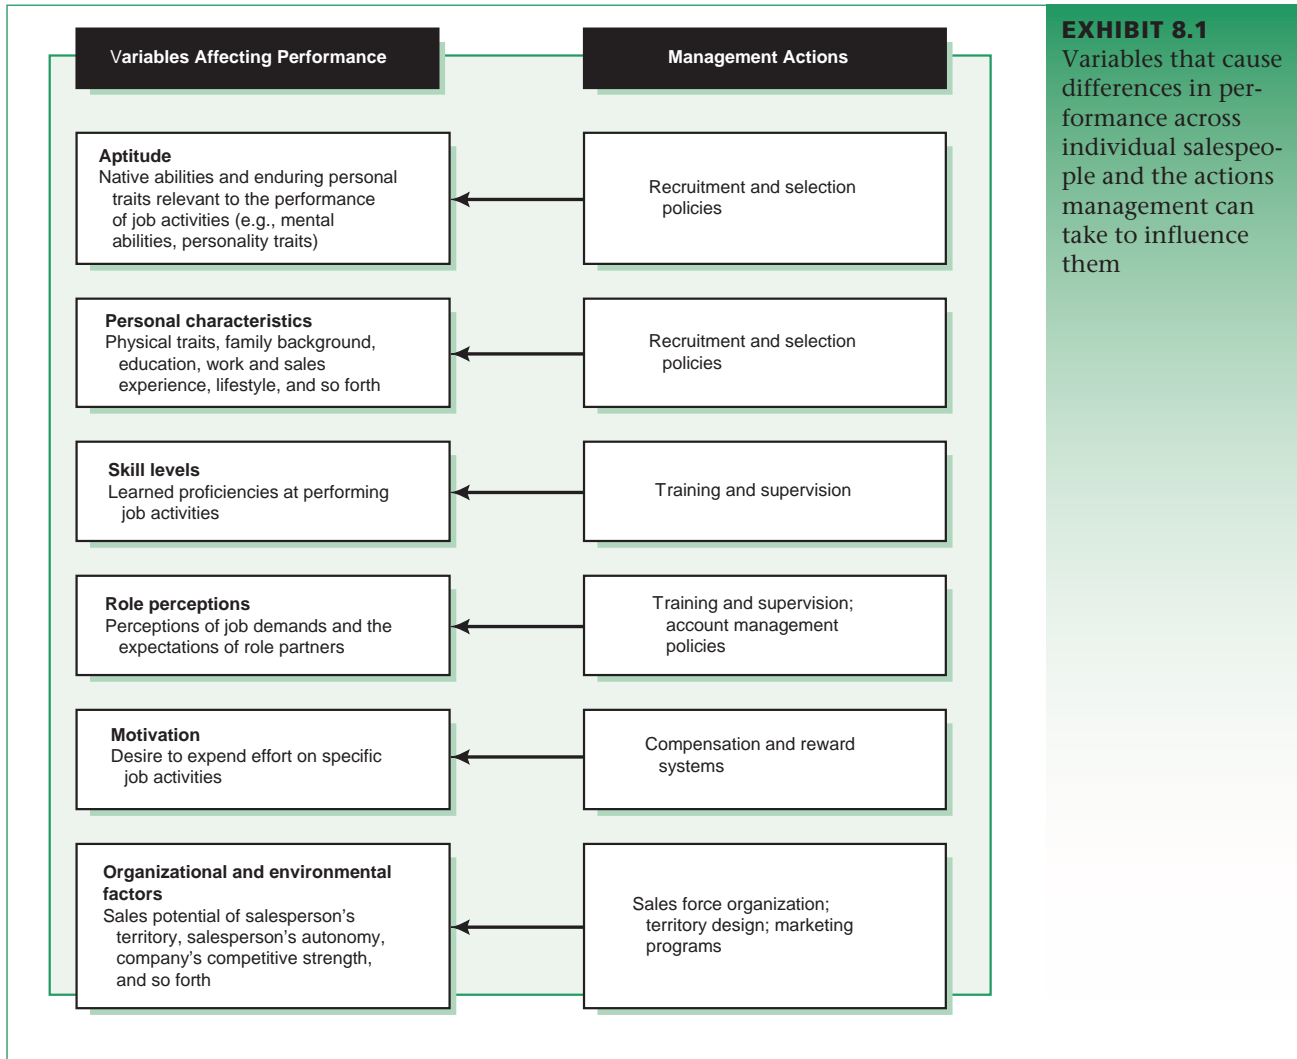 Variables Affecting Performance
Management Actions
Aptitude
Native abilities and enduring personal
traits relevant to the performance
of job activities (e.g., mental
abilities, personality traits)
Recruitment and selection
policies
Personal characteristics
Physical traits, family background,
education, work and sales
experience, lifestyle, and so forth
Recruitment and selection
policies
Skill levels
Learned proficiencies at performing
job activities
Training and supervision
Role perceptions
Perceptions of job demands and the
expectations of role partners
Training and supervision;
account management
policies
Motivation
Desire to expend effort on specific
job activities
Compensation and reward
systems
Organizational and environmental
factors
Sales potential of salesperson’s
territory, salesperson’s autonomy,
company’s competitive strength,
and so forth
Sales force organization;
territory design; marketing
programs
EXHIBIT 8.1
Variables that cause
differences in per-
formance across
individual salespeo-
ple and the actions
management can
take to influence
them